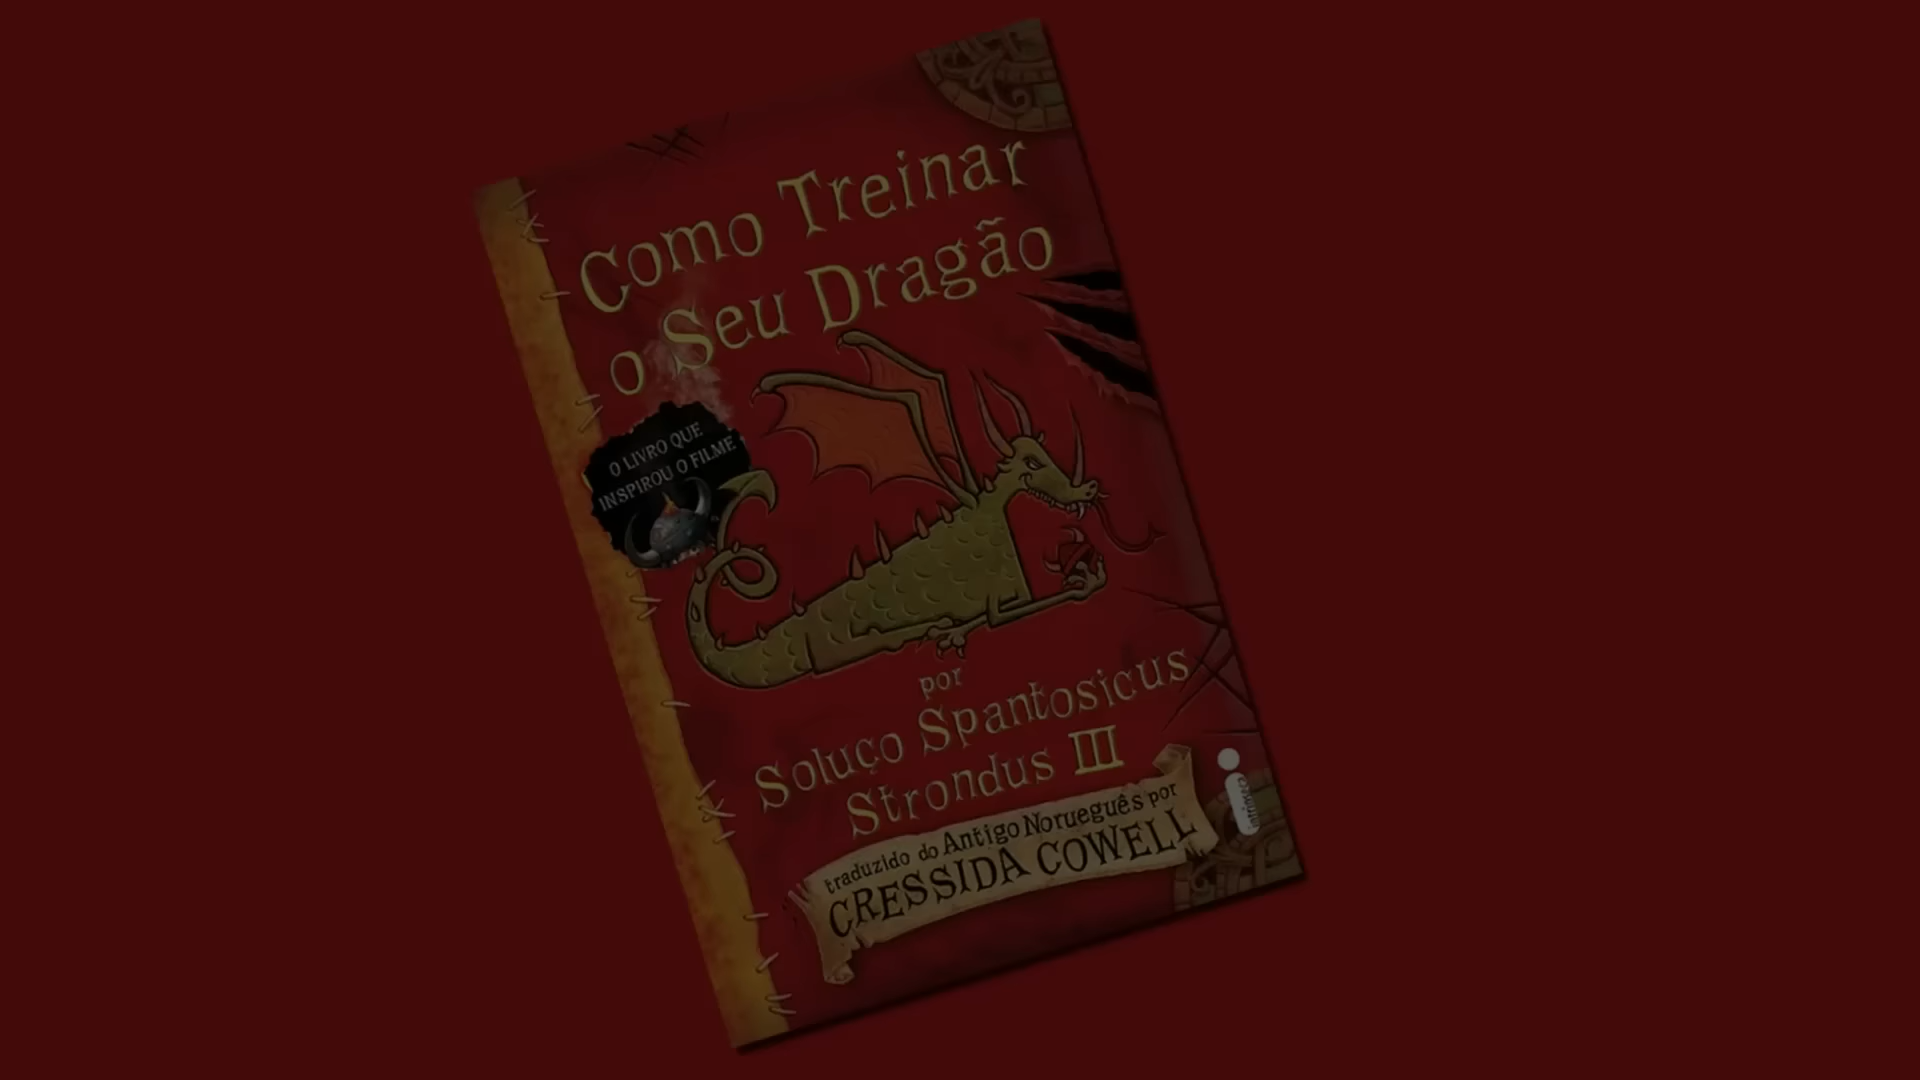 Como Treinar
o Seu Dragão
O LIVRO QUE
INSPIROU O FILME
por
Soluço Spantosicus
Strondus III
traduzido do Antigo Norueguês por
CRESSIDA COWELL
intrínseca